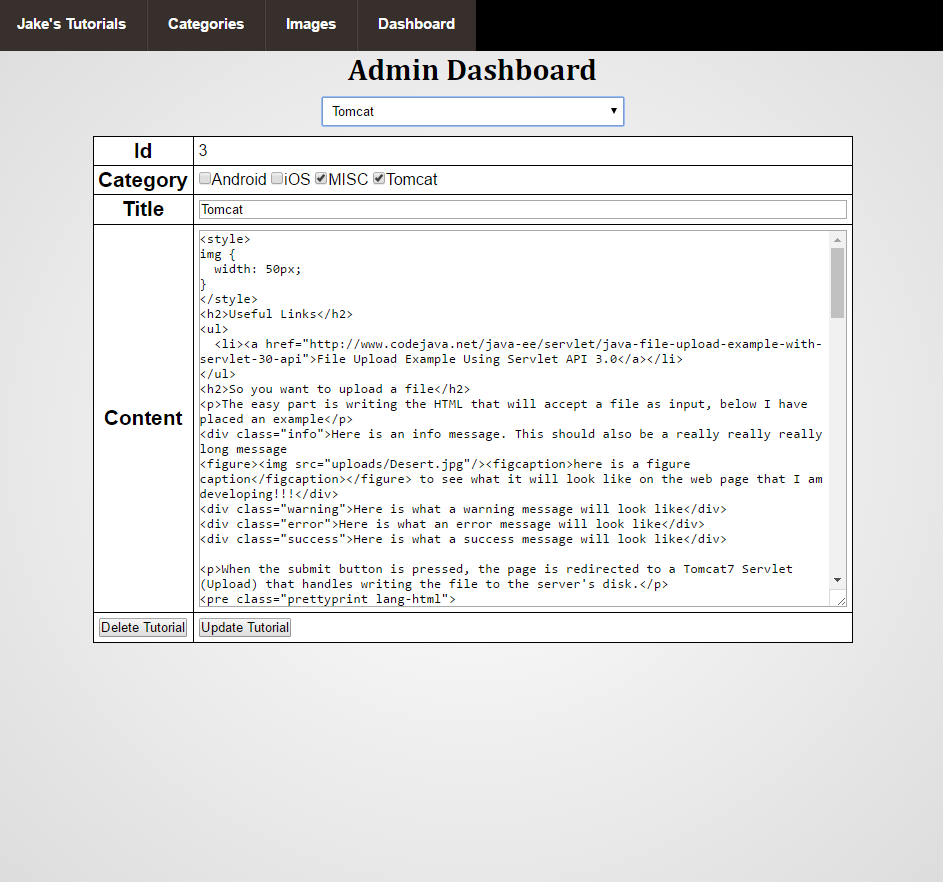 Jake's Tutorials Categories Images Dashboard
Admin Dashboard
Tomcat
Id 3
Category Android iOS MISC Tomcat
Title Tomcat
Content
<style>
img {
  width: 50px;
}
</style>
<h2>Useful Links</h2>
<ul>
  <li><a href="http://www.codejava.net/java-ee/servlet/java-file-upload-example-with-
servlet-30-api">File Upload Example Using Servlet API 3.0</a></li>
</ul>
<h2>So you want to upload a file</h2>
<p>The easy part is writing the HTML that will accept a file as input, below I have
placed an example</p>
<div class="info">Here is an info message. This should also be a really really really
long message
<figure><img src="uploads/Desert.jpg"/><figcaption>here is a figure
caption</figcaption></figure> to see what it will look like on the web page that I am
developing!!!</div>
<div class="warning">Here is what a warning message will look like</div>
<div class="error">Here is what an error message will look like</div>
<div class="success">Here is what a success message will look like</div>

<p>When the submit button is pressed, the page is redirected to a Tomcat7 Servlet
(Upload) that handles writing the file to the server's disk.</p>
<pre class="prettyprint lang-html">
Delete Tutorial Update Tutorial